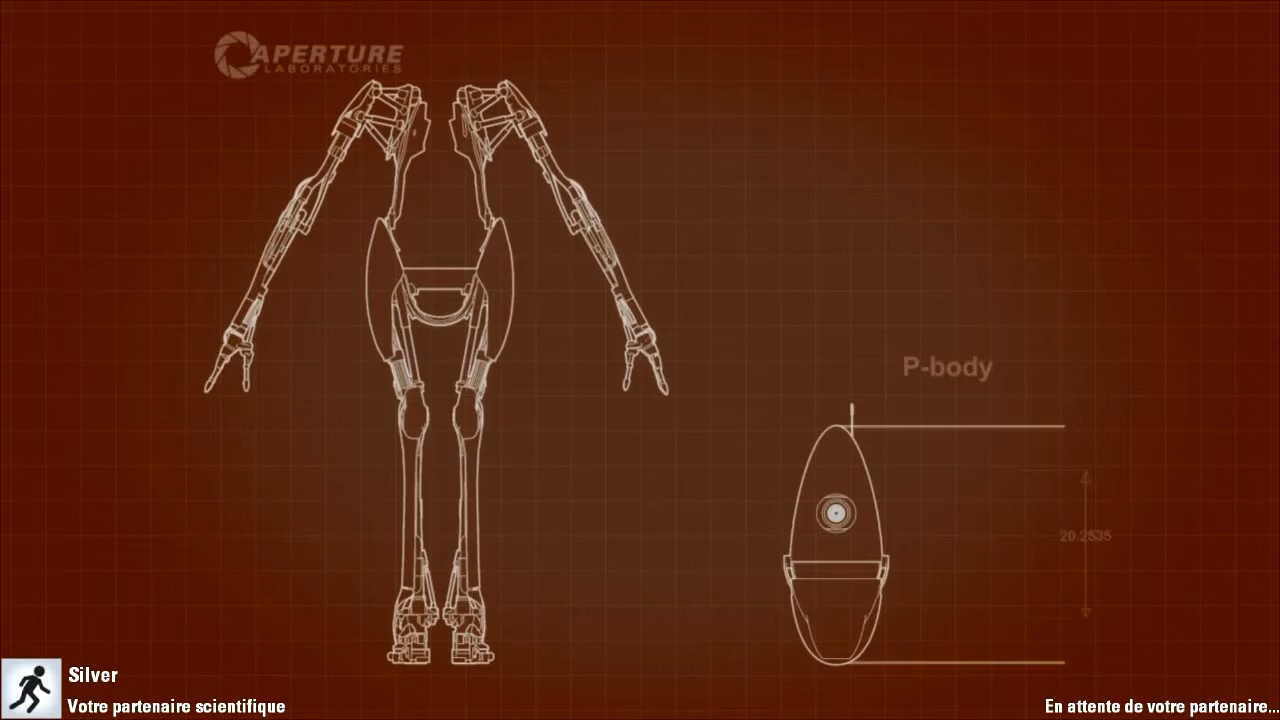 APERTURE
LABORATORIES
P-body
20.2535
Silver
Votre partenaire scientifique
En attente de votre partenaire...